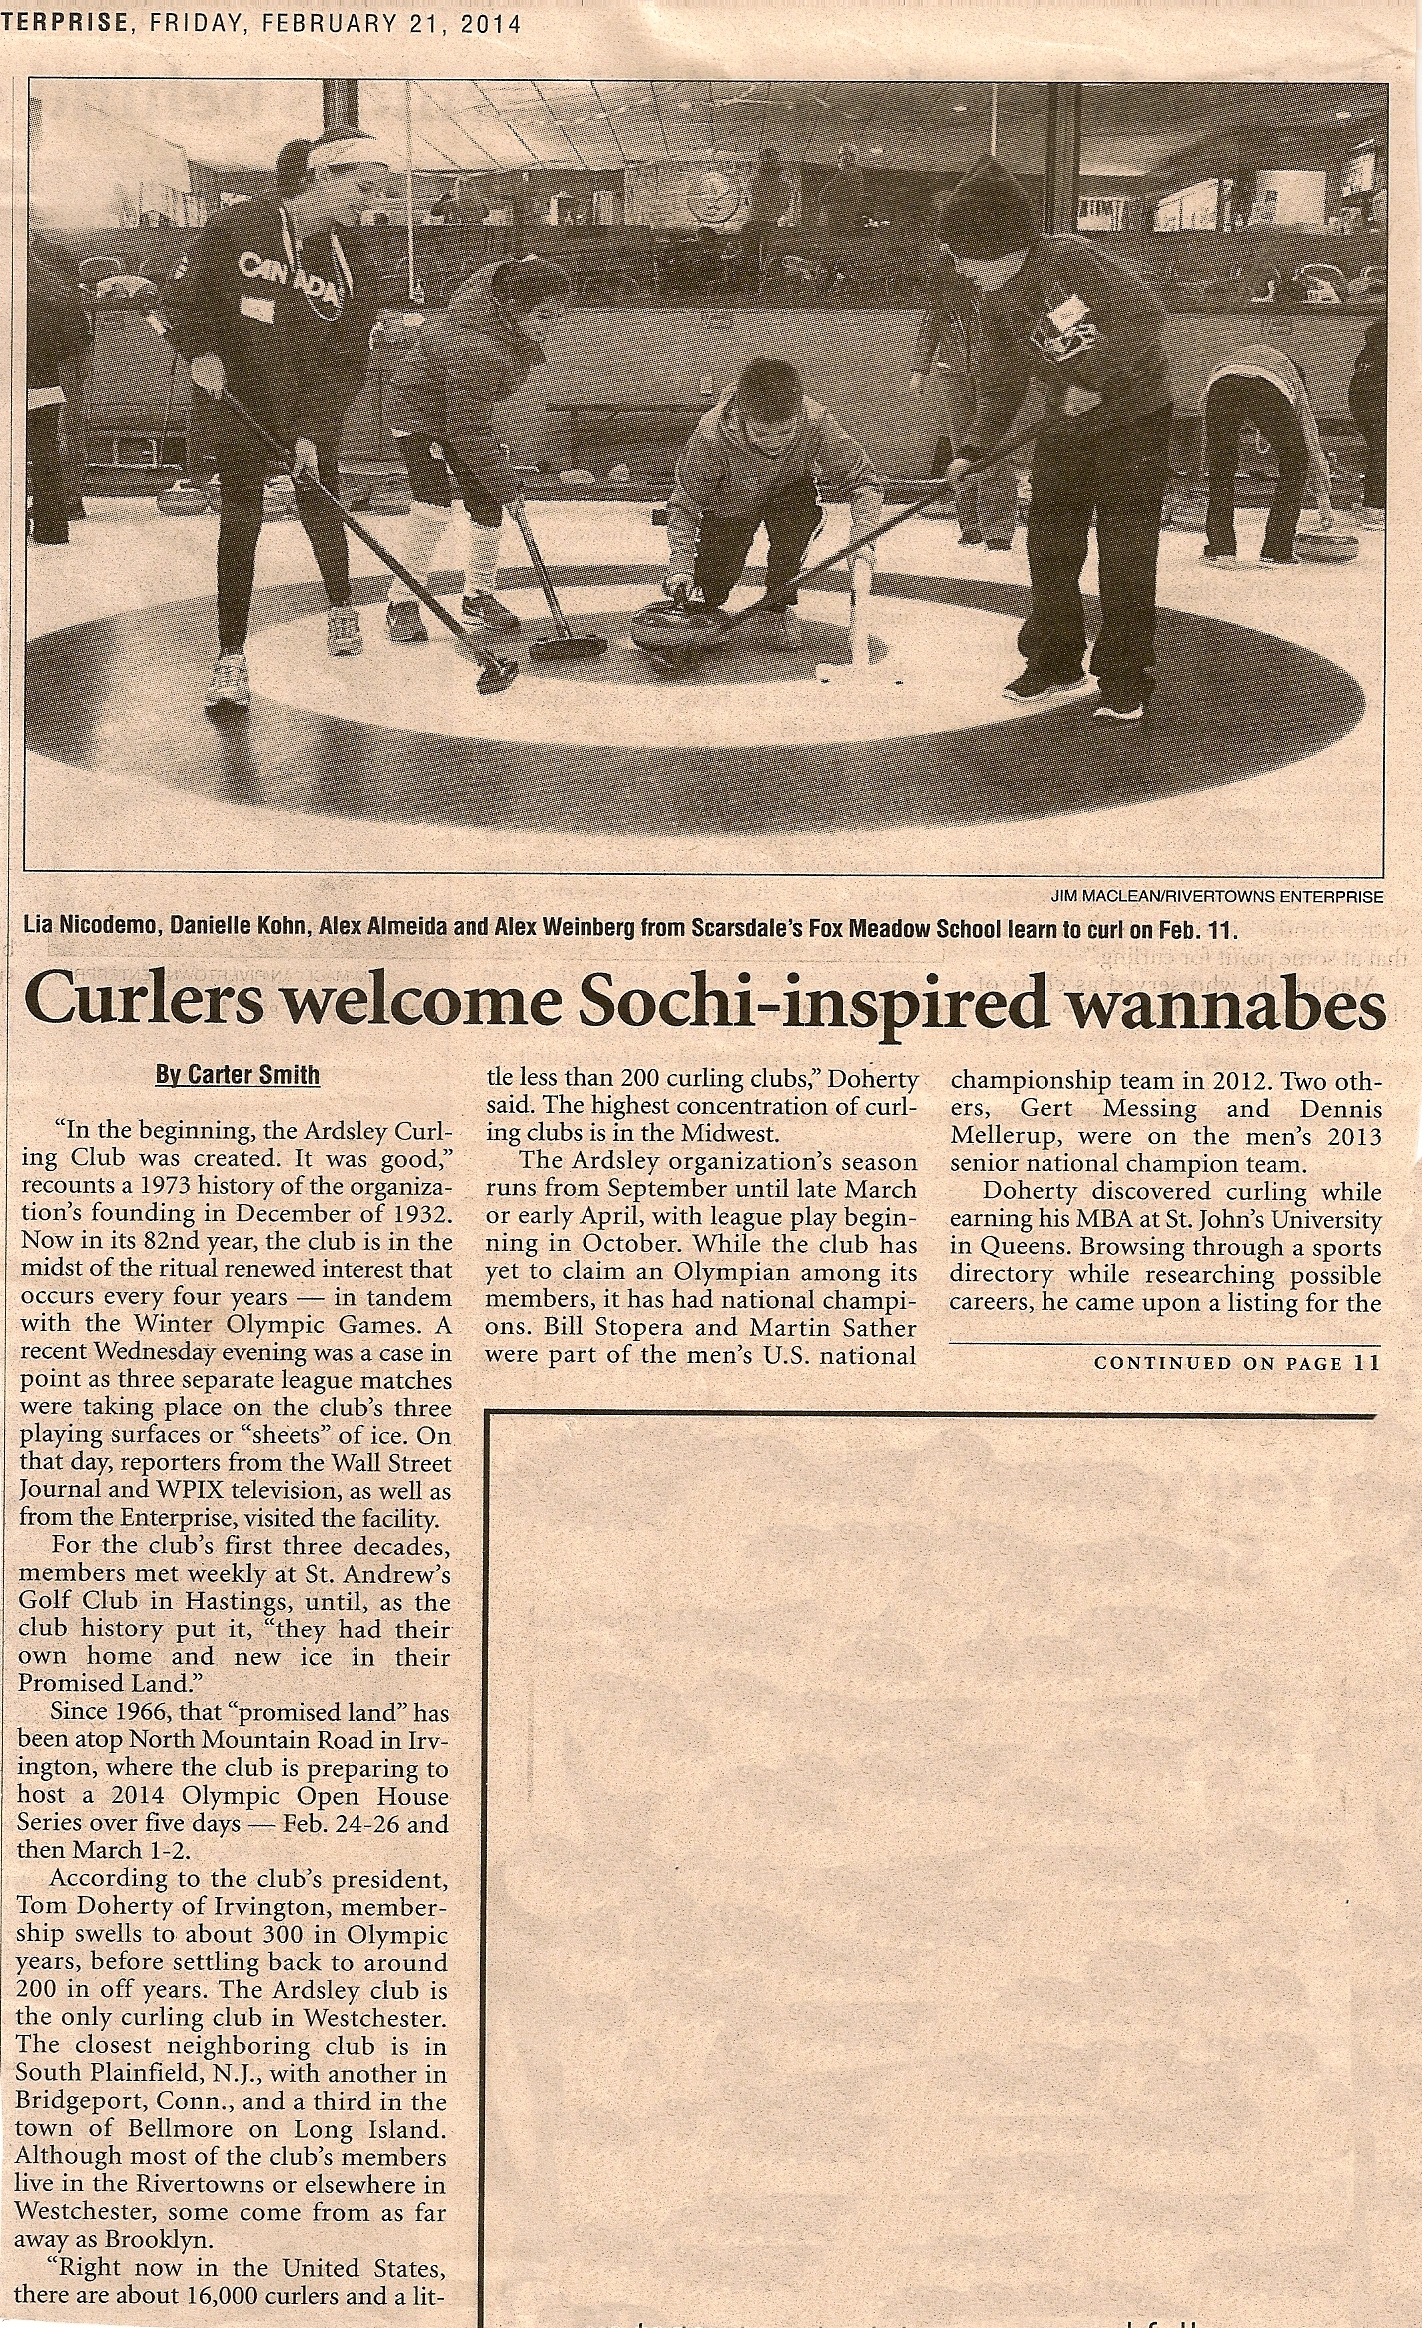 TERPRISE, FRIDAY, FEBRUARY 21, 2014
CANADA
JIM MACLEAN/RIVERTOWNS ENTERPRISE
Lia Nicodemo, Danielle Kohn, Alex Almeida and Alex Weinberg from Scarsdale's Fox Meadow School learn to curl on Feb. 11.
Curlers welcome Sochi-inspired wannabes
By Carter Smith
“In the beginning, the Ardsley Curl-
ing Club was created. It was good,”
recounts a 1973 history of the organiza-
tion's founding in December of 1932.
Now in its 82nd year, the club is in the
midst of the ritual renewed interest that
occurs every four years — in tandem
with the Winter Olympic Games. A
recent Wednesday evening was a case in
point as three separate league matches
were taking place on the club's three
playing surfaces or “sheets” of ice. On
that day, reporters from the Wall Street
Journal and WPIX television, as well as
from the Enterprise, visited the facility.
For the club's first three decades,
members met weekly at St. Andrew's
Golf Club in Hastings, until, as the
club history put it, “they had their
own home and new ice in their
Promised Land.”
Since 1966, that “promised land” has
been atop North Mountain Road in Irv-
ington, where the club is preparing to
host a 2014 Olympic Open House
Series over five days — Feb. 24-26 and
then March 1-2.
According to the club's president,
Tom Doherty of Irvington, member-
ship swells to about 300 in Olympic
years, before settling back to around
200 in off years. The Ardsley club is
the only curling club in Westchester.
The closest neighboring club is in
South Plainfield, N.J., with another in
Bridgeport, Conn., and a third in the
town of Bellmore on Long Island.
Although most of the club's members
live in the Rivertowns or elsewhere in
Westchester, some come from as far
away as Brooklyn.
“Right now in the United States,
there are about 16,000 curlers and a lit-
tle less than 200 curling clubs,” Doherty
said. The highest concentration of curl-
ing clubs is in the Midwest.
The Ardsley organization's season
runs from September until late March
or early April, with league play begin-
ning in October. While the club has
yet to claim an Olympian among its
members, it has had national champi-
ons. Bill Stopera and Martin Sather
were part of the men's U.S. national
championship team in 2012. Two oth-
ers, Gert Messing and Dennis
Mellerup, were on the men's 2013
senior national champion team.
Doherty discovered curling while
earning his MBA at St. John's University
in Queens. Browsing through a sports
directory while researching possible
careers, he came upon a listing for the
CONTINUED ON PAGE 11